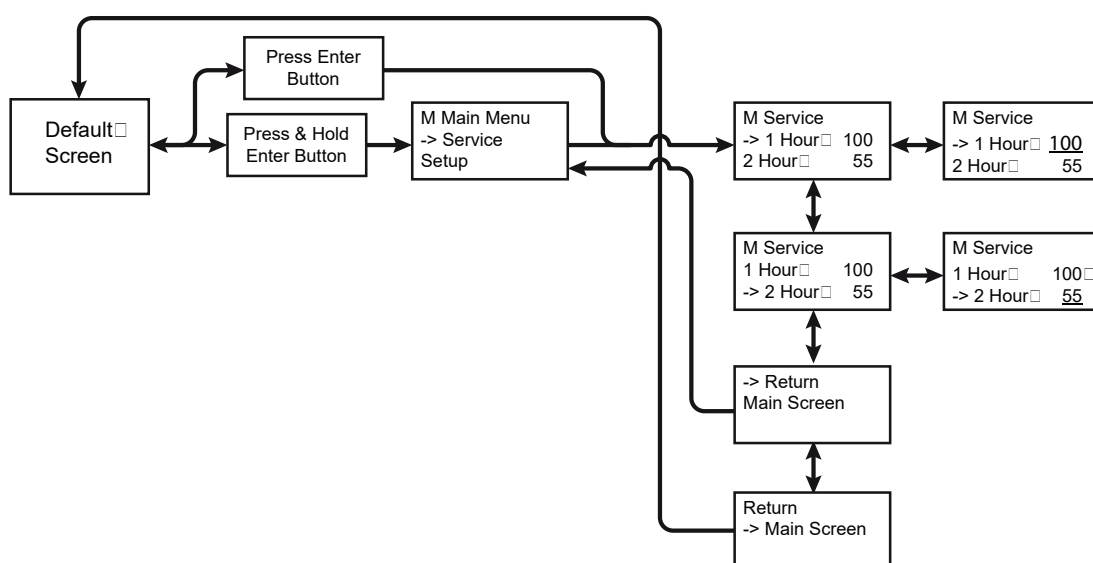 Press Enter
Button
Default□
Screen
Press & Hold
Enter Button
M Main Menu
-> Service
Setup
M Service
-> 1 Hour□ 100
2 Hour□ 55
M Service
-> 1 Hour□ 100
2 Hour□ 55
M Service
1 Hour□ 100
-> 2 Hour□ 55
M Service
1 Hour□ 100□
-> 2 Hour□ 55
-> Return
Main Screen
Return
-> Main Screen